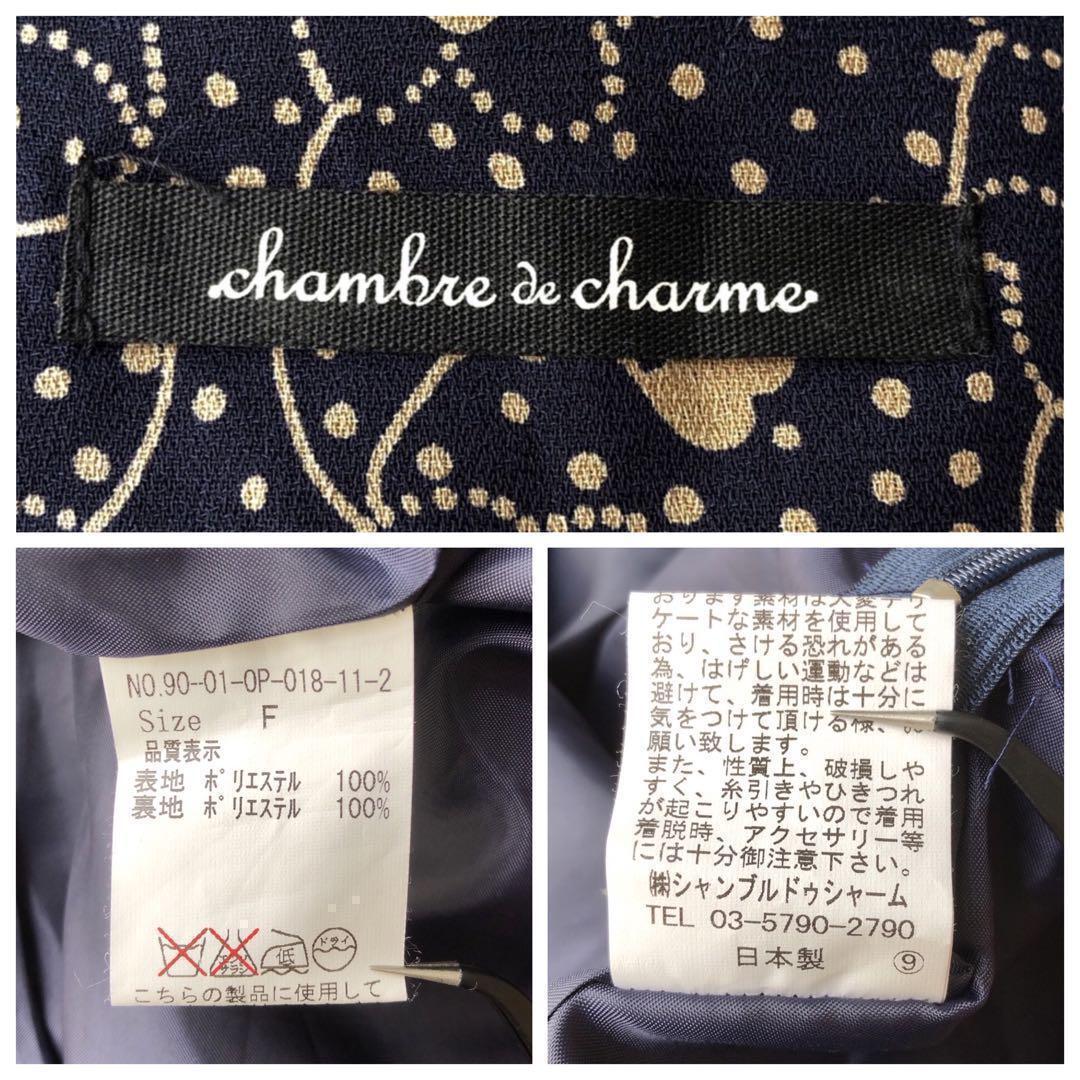 chambre de charme
NO.90-01-OP-018-11-2
Size F
品質表示
表地 ポリエステル 100%
裏地 ポリエステル 100%
エンソサラシ 低 ドライ
こちらの製品に使用して
おります素材は大変デリ
ケートな素材を使用して
おり、さける恐れがある
為、はげしい運動などは
避けて、着用時は十分に
気をつけて頂ける様、お
願い致します。
また、性質上、破損しや
すく、糸引きやひきつれ
が起こりやすいので着用
着脱時、アクセサリー等
には十分御注意下さい。
㈱シャンブルドゥシャーム
TEL 03-5790-2790
日本製 ⑨